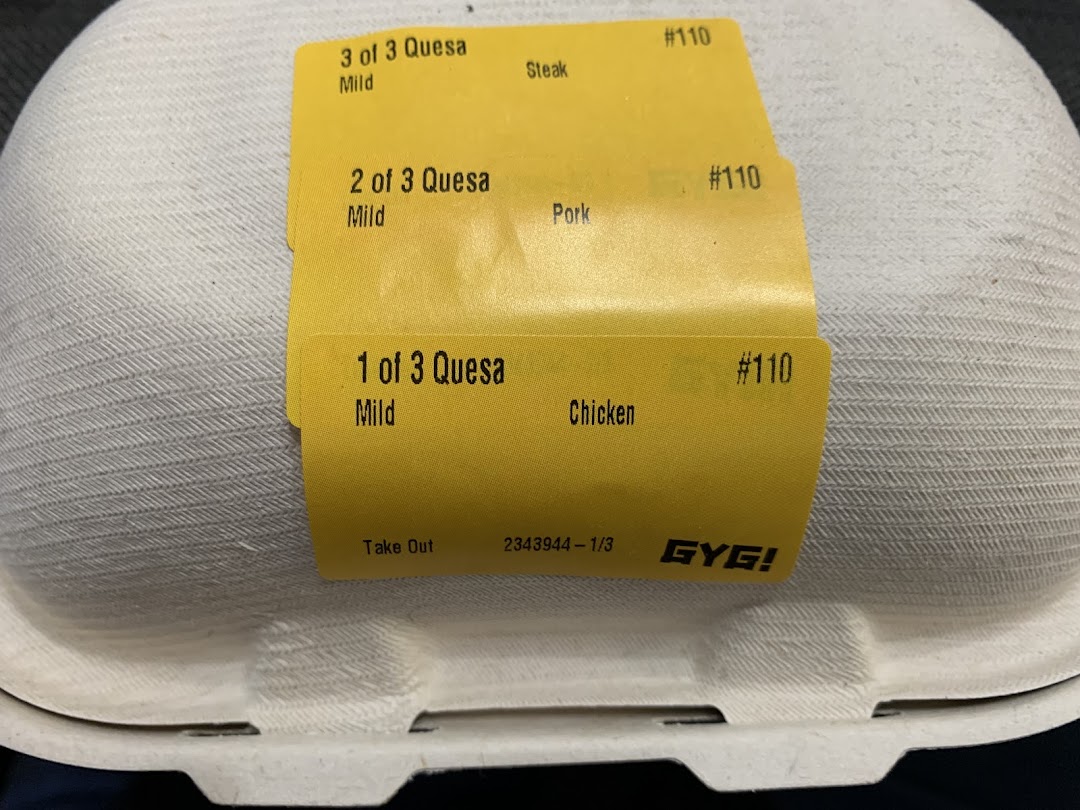 3 of 3 Quesa #110
Mild Steak
2 of 3 Quesa #110
Mild Pork
1 of 3 Quesa #110
Mild Chicken
Take Out 2343944-1/3 GYG!